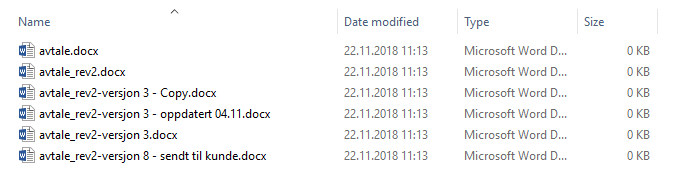 Name Date modified Type Size
avtale.docx 22.11.2018 11:13 Microsoft Word D... 0 KB
avtale_rev2.docx 22.11.2018 11:13 Microsoft Word D... 0 KB
avtale_rev2-versjon 3 - Copy.docx 22.11.2018 11:13 Microsoft Word D... 0 KB
avtale_rev2-versjon 3 - oppdatert 04.11.docx 22.11.2018 11:13 Microsoft Word D... 0 KB
avtale_rev2-versjon 3.docx 22.11.2018 11:13 Microsoft Word D... 0 KB
avtale_rev2-versjon 8 - sendt til kunde.docx 22.11.2018 11:13 Microsoft Word D... 0 KB